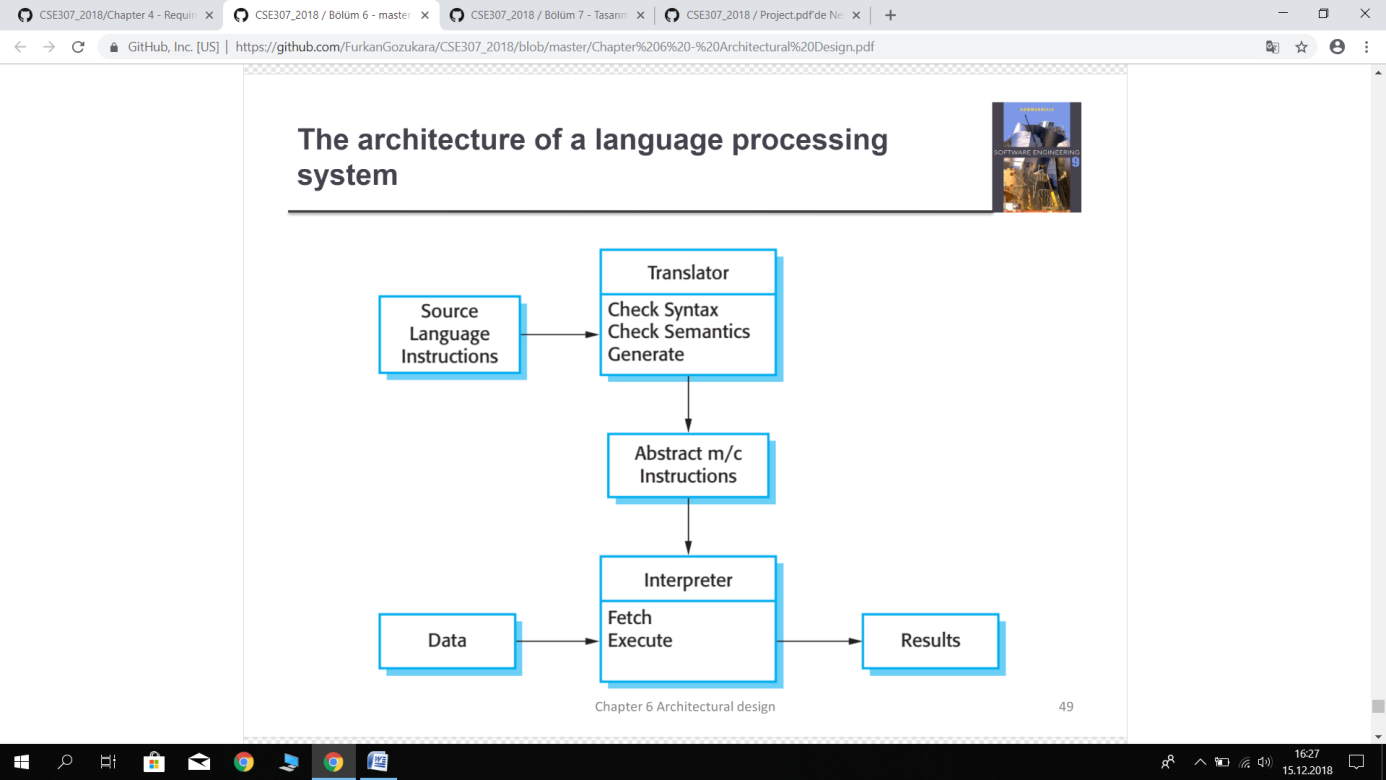 CSE307_2018/Chapter 4 - Requin
CSE307_2018 / Bölüm 6 - master
CSE307_2018 / Bölüm 7 - Tasarım
CSE307_2018 / Project.pdf'de Ne
GitHub, Inc. [US] | https://github.com/FurkanGozukara/CSE307_2018/blob/master/Chapter%206%20-%20Architectural%20Design.pdf
The architecture of a language processing
system
SOMMERVILLE
SOFTWARE ENGINEERING
9
Translator
Check Syntax
Check Semantics
Generate
Source
Language
Instructions
Abstract m/c
Instructions
Interpreter
Fetch
Execute
Data
Results
Chapter 6 Architectural design
49
16:27
15.12.2018